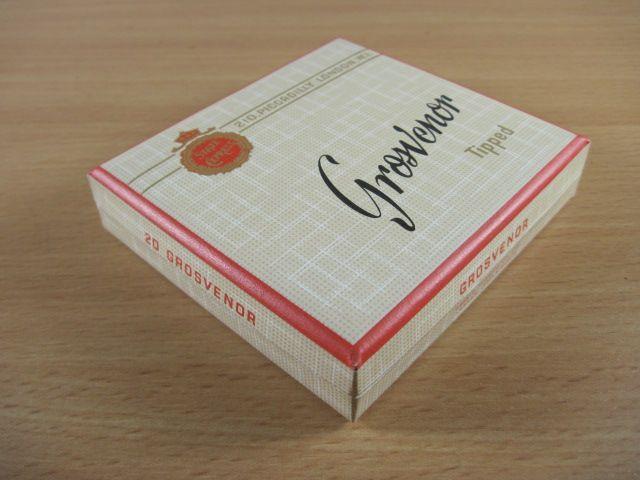 210, PICCADILLY LONDON .W.1
Grosvenor
Tipped
20 GROSVENOR
GROSVENOR